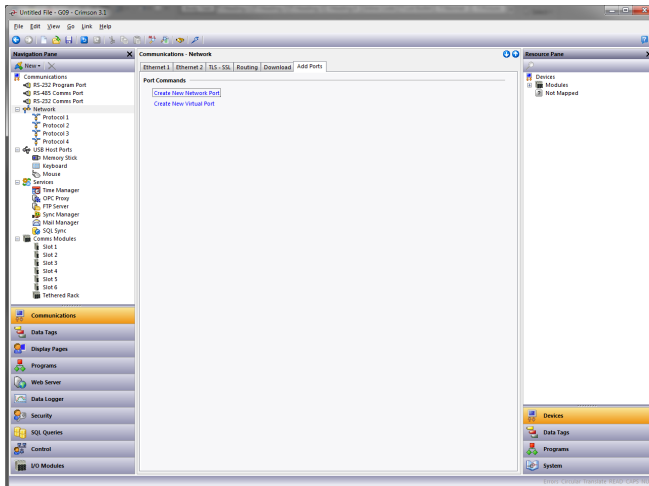 Untitled File - G09 - Crimson 3.1
File Edit View Go Link Help
Navigation Pane
New
Communications
RS-232 Program Port
RS-485 Comms Port
RS-232 Comms Port
Network
Protocol 1
Protocol 2
Protocol 3
Protocol 4
USB Host Ports
Memory Stick
Keyboard
Mouse
Services
Time Manager
OPC Proxy
FTP Server
Sync Manager
Mail Manager
SQL Sync
Comms Modules
Slot 1
Slot 2
Slot 3
Slot 4
Slot 5
Slot 6
Tethered Rack
Communications
Data Tags
Display Pages
Programs
Web Server
Data Logger
Security
SQL Queries
Control
I/O Modules
Communications - Network
Ethernet 1 Ethernet 2 TLS - SSL Routing Download Add Ports
Port Commands
Create New Network Port
Create New Virtual Port
Resource Pane
Devices
Modules
Not Mapped
Devices
Data Tags
Programs
System
Errors Circular Translate READ CAPS